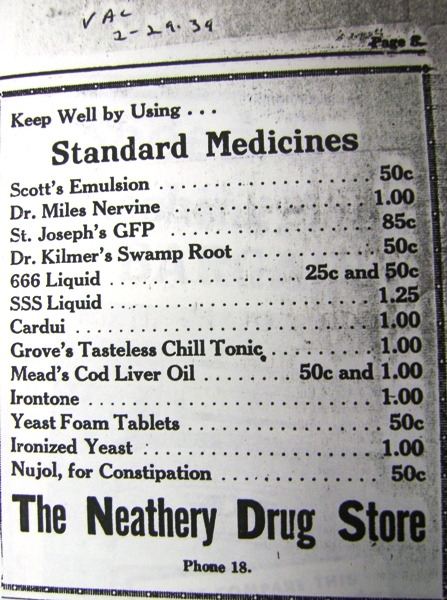 VAC
2-29-39
Page 8
Keep Well by Using . . .
Standard Medicines
Scott's Emulsion . . . . . . . . . . . . . . . . . 50c
Dr. Miles Nervine . . . . . . . . . . . . . . . . 1.00
St. Joseph's GFP . . . . . . . . . . . . . . . . 85c
Dr. Kilmer's Swamp Root . . . . . . . . . . . 50c
666 Liquid . . . . . . . . . . . . . . 25c and 50c
SSS Liquid . . . . . . . . . . . . . . . . . . . . 1.25
Cardui . . . . . . . . . . . . . . . . . . . . . . . 1.00
Grove's Tasteless Chill Tonic . . . . . . . . 1.00
Mead's Cod Liver Oil . . . . . . . 50c and 1.00
Irontone . . . . . . . . . . . . . . . . . . . . . . 1.00
Yeast Foam Tablets . . . . . . . . . . . . . . 50c
Ironized Yeast . . . . . . . . . . . . . . . . . . 1.00
Nujol, for Constipation . . . . . . . . . . . . 50c
The Neathery Drug Store
Phone 18.